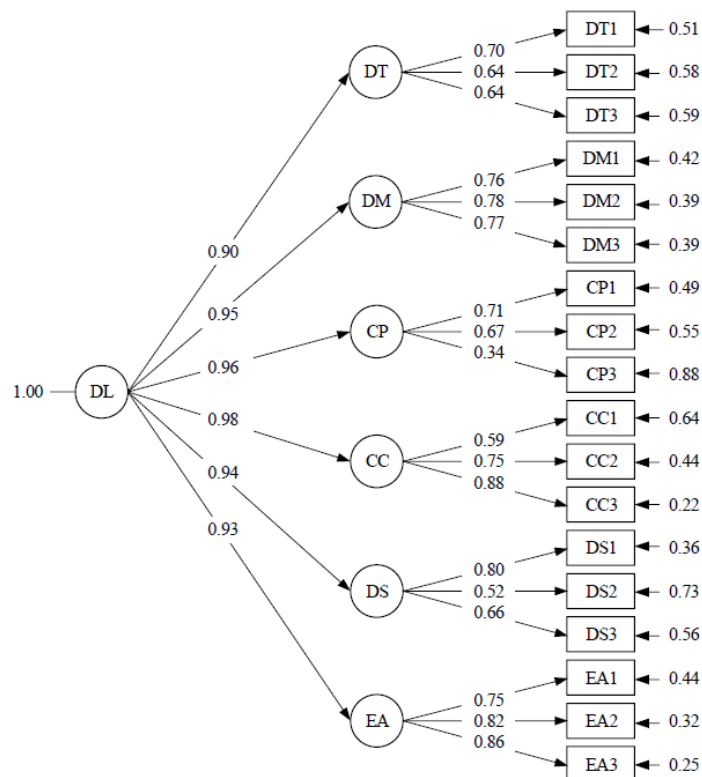 DT1 0.51
0.70
DT 0.64 DT2 0.58
0.64
DT3 0.59
DM1 0.42
0.76
DM 0.78 DM2 0.39
0.77
DM3 0.39
0.90
CP1 0.49
0.95
0.71
CP 0.67 CP2 0.55
0.34
0.96
CP3 0.88
1.00 DL
CC1 0.64
0.98
0.59
CC 0.75 CC2 0.44
0.94
0.88
CC3 0.22
0.93
DS1 0.36
0.80
DS 0.52 DS2 0.73
0.66
DS3 0.56
EA1 0.44
0.75
EA 0.82 EA2 0.32
0.86
EA3 0.25